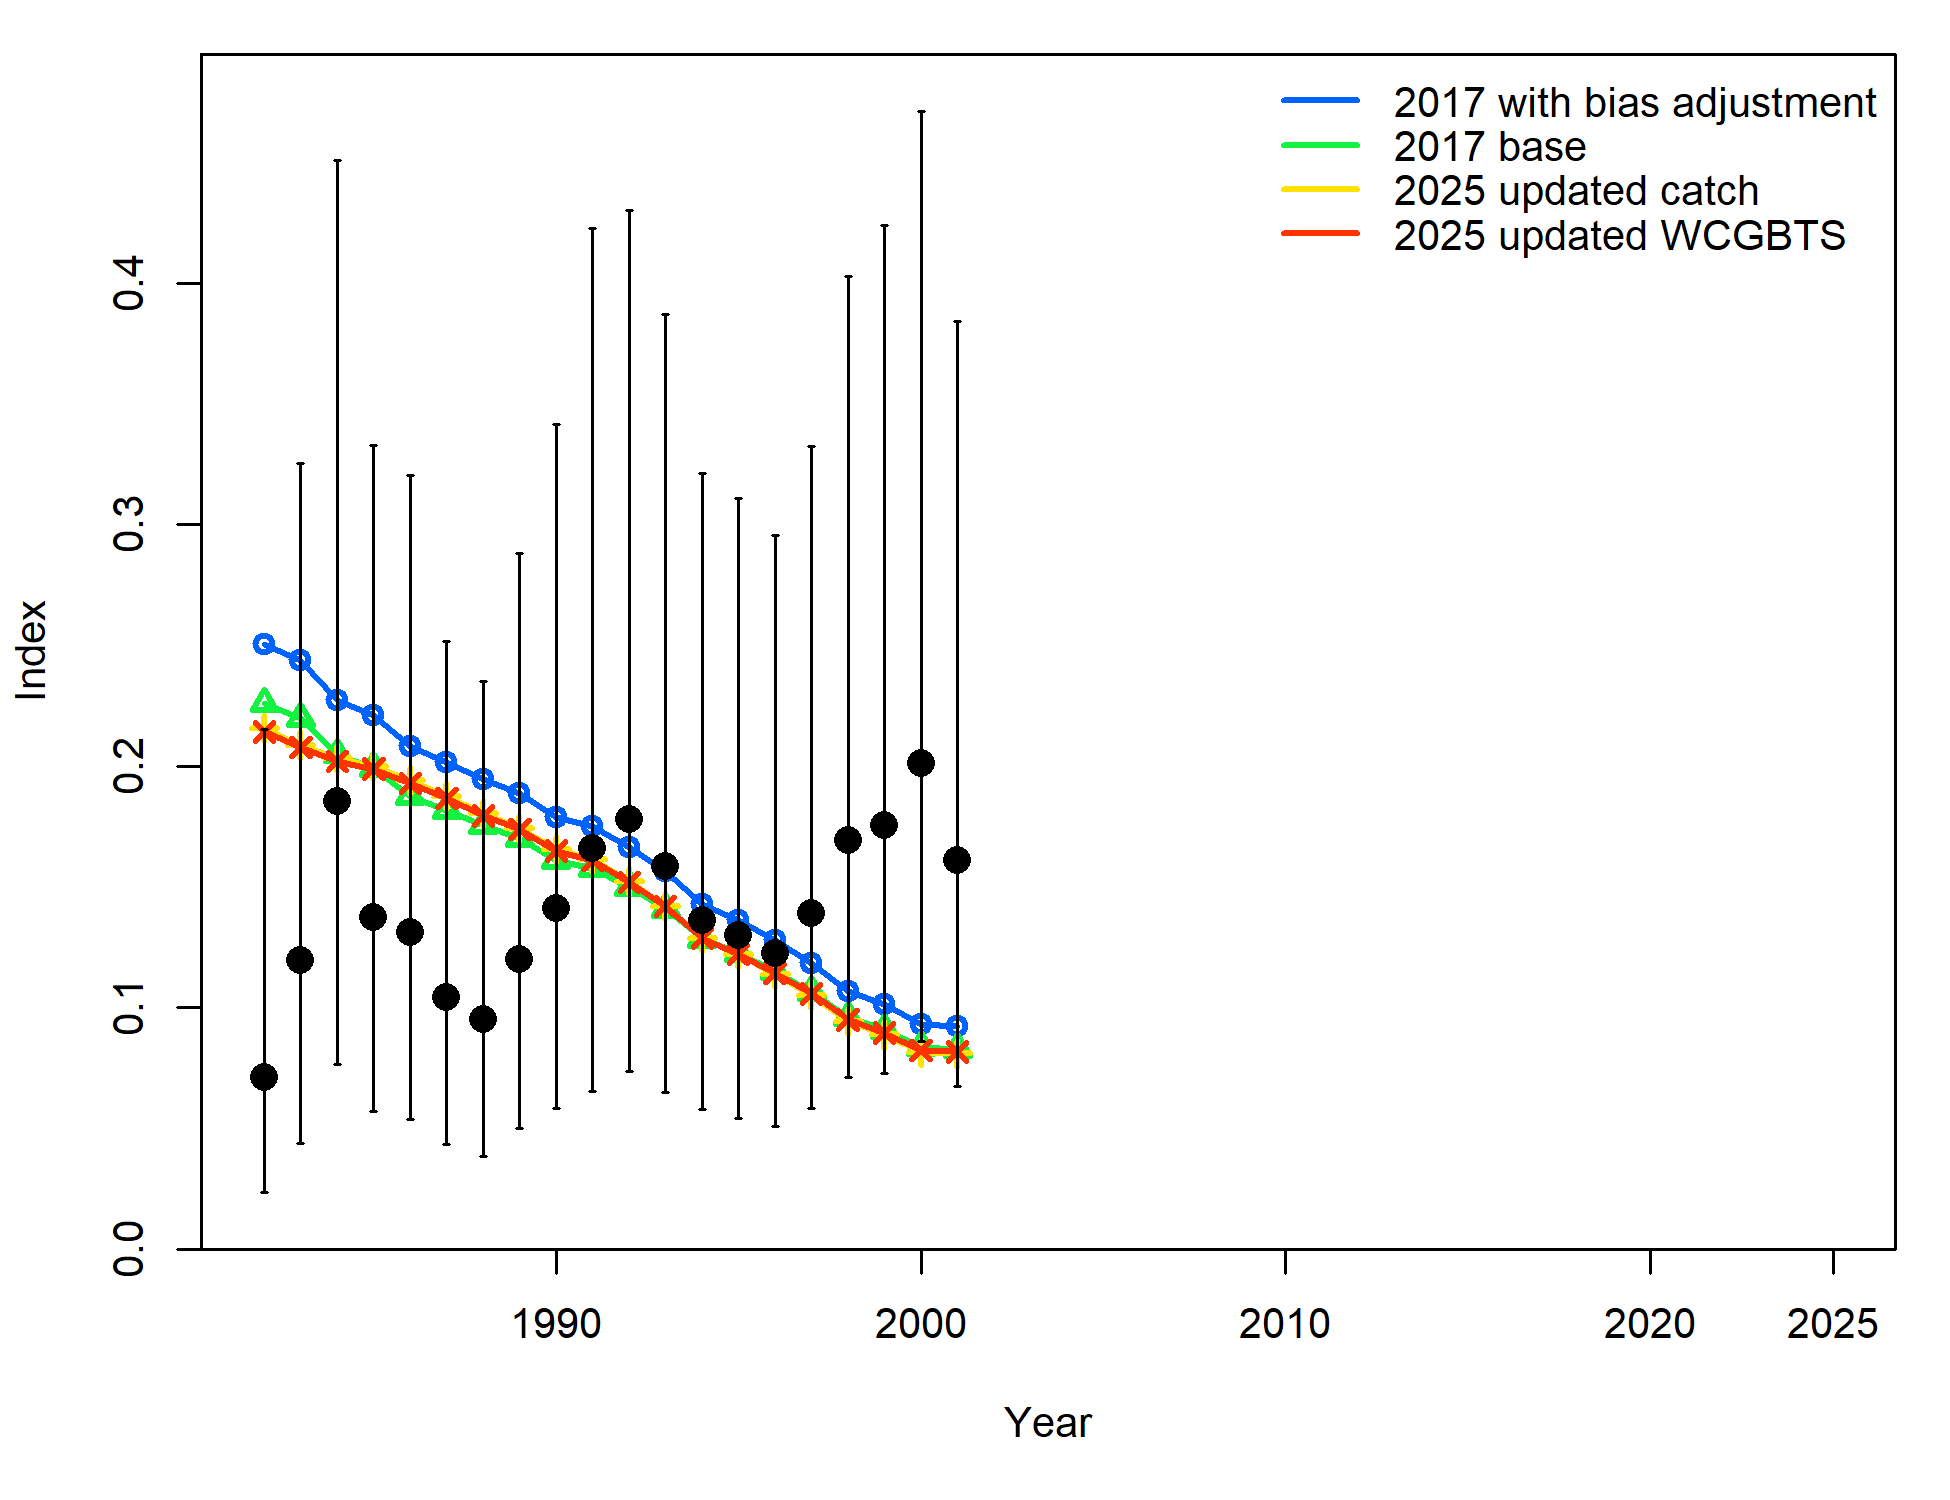 2017 with bias adjustment
2017 base
2025 updated catch
2025 updated WCGBTS
Index
0.4
0.3
0.2
0.1
0.0
1990 2000 2010 2020 2025
Year